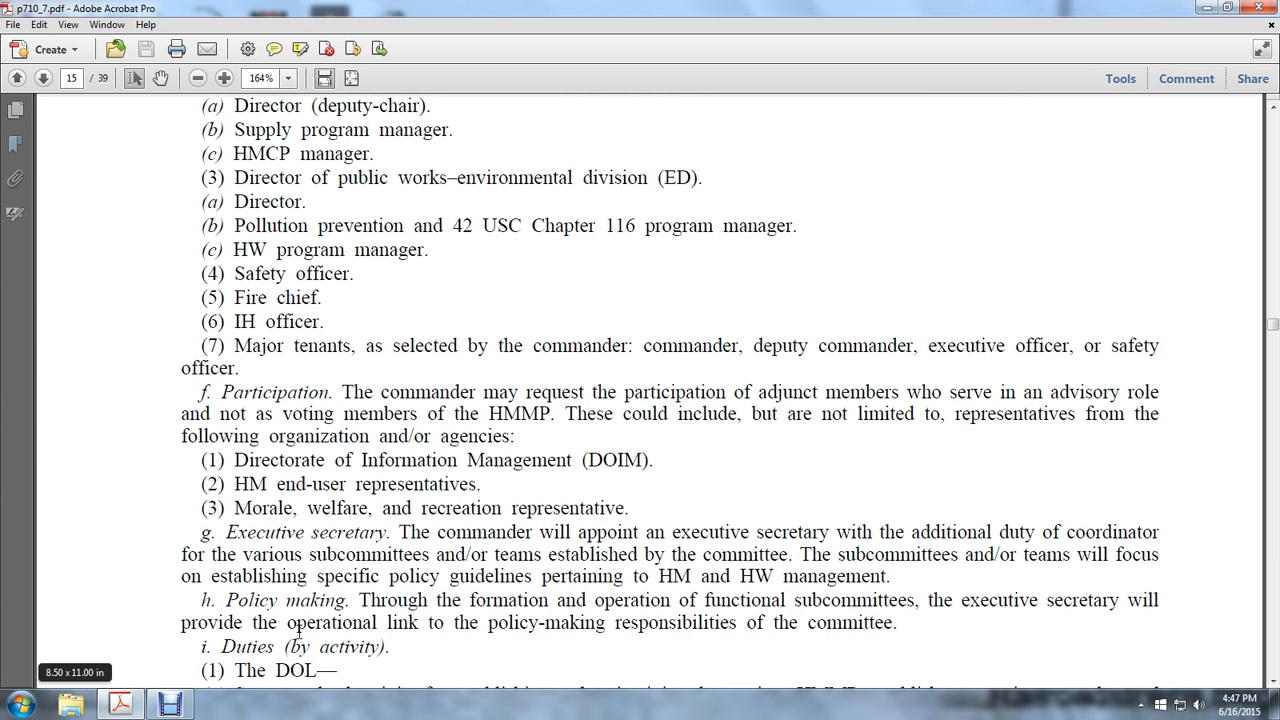 p710_7.pdf - Adobe Acrobat Pro
File Edit View Window Help
Create
15 / 39 164% Tools Comment Share
(a) Director (deputy-chair).
(b) Supply program manager.
(c) HMCP manager.
(3) Director of public works–environmental division (ED).
(a) Director.
(b) Pollution prevention and 42 USC Chapter 116 program manager.
(c) HW program manager.
(4) Safety officer.
(5) Fire chief.
(6) IH officer.
(7) Major tenants, as selected by the commander: commander, deputy commander, executive officer, or safety
officer.
f. Participation. The commander may request the participation of adjunct members who serve in an advisory role
and not as voting members of the HMMP. These could include, but are not limited to, representatives from the
following organization and/or agencies:
(1) Directorate of Information Management (DOIM).
(2) HM end-user representatives.
(3) Morale, welfare, and recreation representative.
g. Executive secretary. The commander will appoint an executive secretary with the additional duty of coordinator
for the various subcommittees and/or teams established by the committee. The subcommittees and/or teams will focus
on establishing specific policy guidelines pertaining to HM and HW management.
h. Policy making. Through the formation and operation of functional subcommittees, the executive secretary will
provide the operational link to the policy-making responsibilities of the committee.
i. Duties (by activity).
(1) The DOL—
8.50 x 11.00 in
4:47 PM
6/16/2015